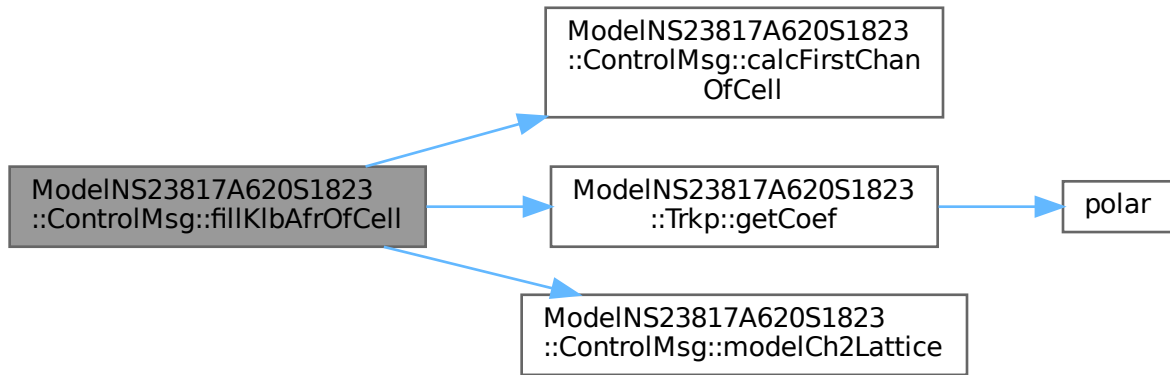 ModelNS23817A620S1823
::ControlMsg::calcFirstChan
OfCell
ModelNS23817A620S1823
::ControlMsg::fillKlbAfrOfCell
ModelNS23817A620S1823
::Trkp::getCoef
polar
ModelNS23817A620S1823
::ControlMsg::modelCh2Lattice